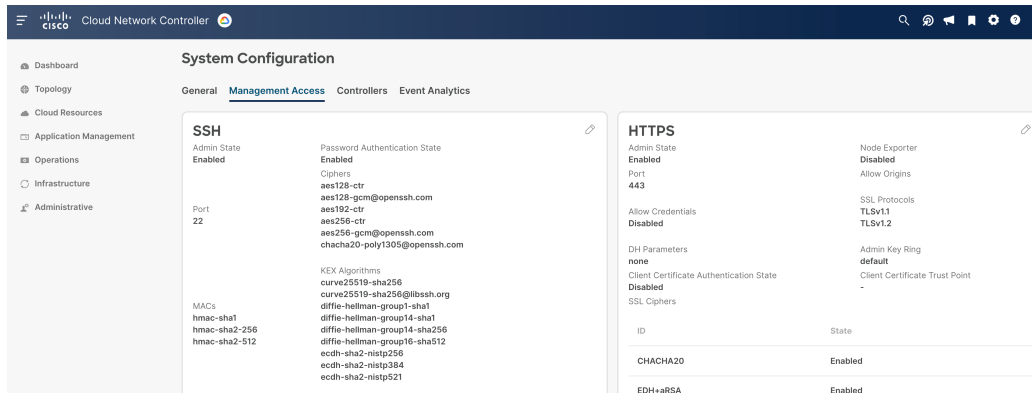 CISCO
Cloud Network Controller
Dashboard
Topology
Cloud Resources
Application Management
Operations
Infrastructure
Administrative
System Configuration
General Management Access Controllers Event Analytics
SSH
Admin State
Enabled
Password Authentication State
Enabled
Port
22
Ciphers
aes128-ctr
aes128-gcm@openssh.com
aes192-ctr
aes256-ctr
aes256-gcm@openssh.com
chacha20-poly1305@openssh.com
MACs
hmac-sha1
hmac-sha2-256
hmac-sha2-512
KEX Algorithms
curve25519-sha256
curve25519-sha256@libssh.org
diffie-hellman-group1-sha1
diffie-hellman-group14-sha1
diffie-hellman-group14-sha256
diffie-hellman-group16-sha512
ecdh-sha2-nistp256
ecdh-sha2-nistp384
ecdh-sha2-nistp521
HTTPS
Admin State
Enabled
Node Exporter
Disabled
Port
443
Allow Origins
Allow Credentials
Disabled
SSL Protocols
TLSv1.1
TLSv1.2
DH Parameters
none
Admin Key Ring
default
Client Certificate Authentication State
Disabled
Client Certificate Trust Point
-
SSL Ciphers
ID State
CHACHA20 Enabled
EDH+aRSA Enabled